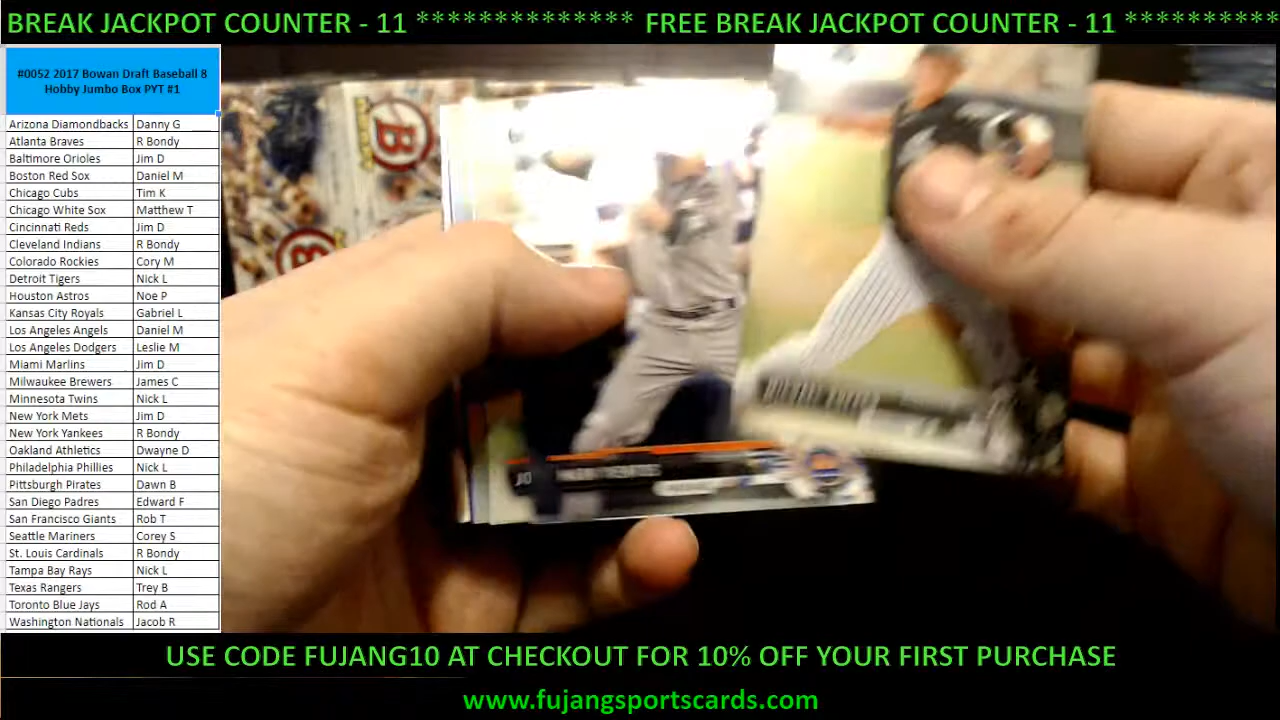 BREAK JACKPOT COUNTER - 11 ************** FREE BREAK JACKPOT COUNTER - 11 **********
#0052 2017 Bowan Draft Baseball 8
Hobby Jumbo Box PYT #1
Arizona Diamondbacks Danny G
Atlanta Braves R Bondy
Baltimore Orioles Jim D
Boston Red Sox Daniel M
Chicago Cubs Tim K
Chicago White Sox Matthew T
Cincinnati Reds Jim D
Cleveland Indians R Bondy
Colorado Rockies Cory M
Detroit Tigers Nick L
Houston Astros Noe P
Kansas City Royals Gabriel L
Los Angeles Angels Daniel M
Los Angeles Dodgers Leslie M
Miami Marlins Jim D
Milwaukee Brewers James C
Minnesota Twins Nick L
New York Mets Jim D
New York Yankees R Bondy
Oakland Athletics Dwayne D
Philadelphia Phillies Nick L
Pittsburgh Pirates Dawn B
San Diego Padres Edward F
San Francisco Giants Rob T
Seattle Mariners Corey S
St. Louis Cardinals R Bondy
Tampa Bay Rays Nick L
Texas Rangers Trey B
Toronto Blue Jays Rod A
Washington Nationals Jacob R
B
B
USE CODE FUJANG10 AT CHECKOUT FOR 10% OFF YOUR FIRST PURCHASE
www.fujangsportscards.com